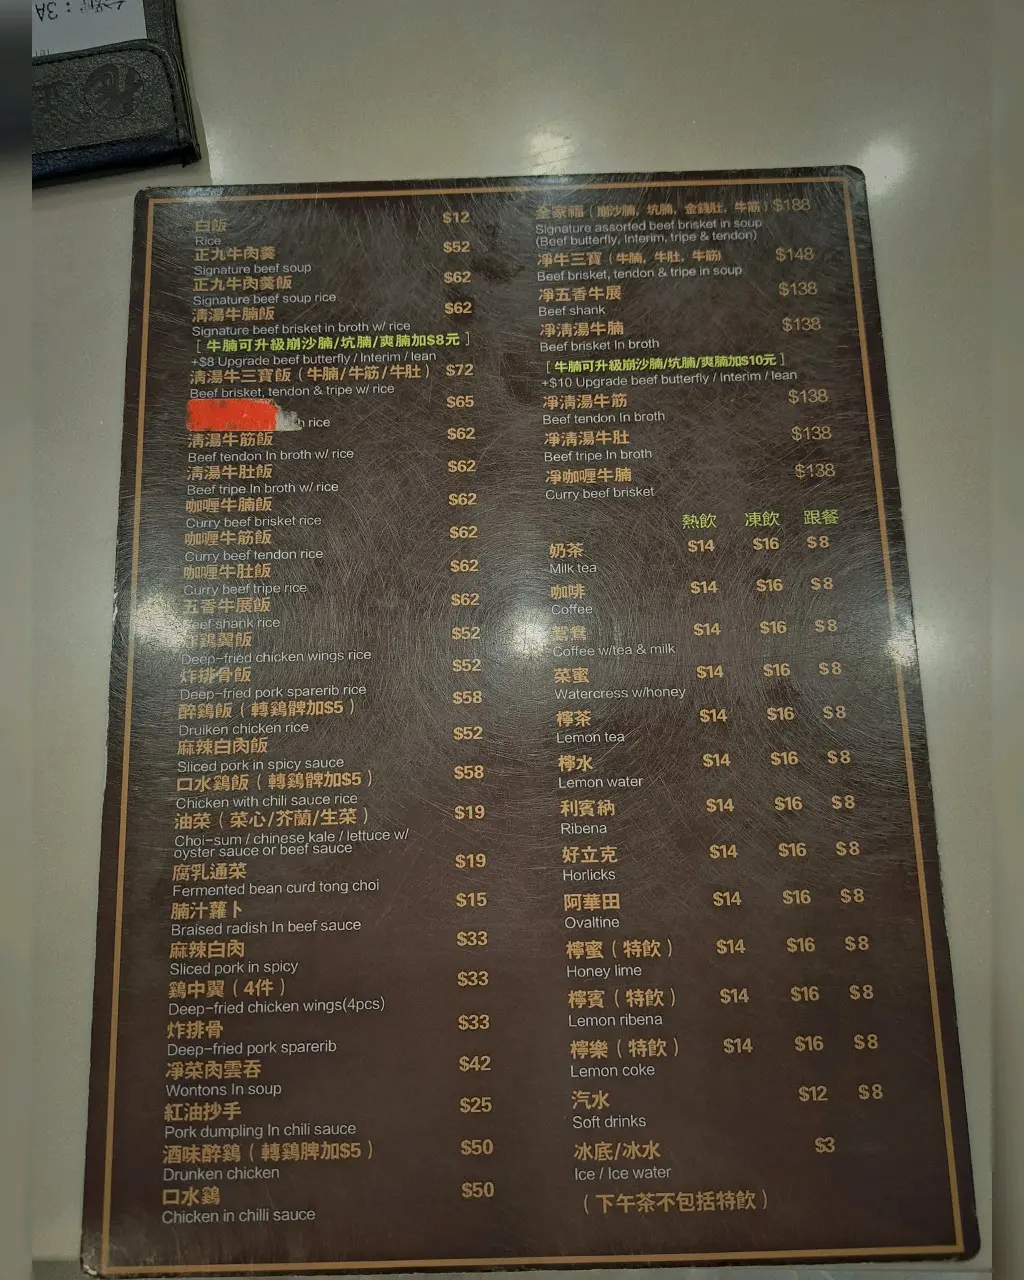 : 3A
白飯 $12
Rice
正九牛肉羹 $52
Signature beef soup
正九牛肉羹飯 $62
Signature beef soup rice
清湯牛腩飯 $62
Signature beef brisket in broth w/ rice
[ 牛腩可升級崩沙腩/坑腩/爽腩加$8元 ]
+$8 Upgrade beef butterfly / Interim / lean
清湯牛三寶飯 ( 牛腩/牛筋/牛肚 ) $72
Beef brisket, tendon & tripe w/ rice
$65
h rice
清湯牛筋飯 $62
Beef tendon In broth w/ rice
清湯牛肚飯 $62
Beef tripe In broth w/ rice
咖喱牛腩飯 $62
Curry beef brisket rice
咖喱牛筋飯 $62
Curry beef tendon rice
咖喱牛肚飯 $62
Curry beef tripe rice
五香牛展飯 $62
Beef shank rice
炸鷄翼飯 $52
Deep-fried chicken wings rice
炸排骨飯 $52
Deep-fried pork sparerib rice
醉鷄飯 ( 轉鷄髀加$5 ) $58
Druiken chicken rice
麻辣白肉飯 $52
Sliced pork in spicy sauce
口水鷄飯 ( 轉鷄髀加$5 ) $58
Chicken with chili sauce rice
油菜 ( 菜心/芥蘭/生菜 ) $19
Choi-sum / chinese kale / lettuce w/
oyster sauce or beef sauce
腐乳通菜 $19
Fermented bean curd tong choi
腩汁蘿卜 $15
Braised radish In beef sauce
麻辣白肉 $33
Sliced pork in spicy
鷄中翼 ( 4件 ) $33
Deep-fried chicken wings(4pcs)
炸排骨 $33
Deep-fried pork sparerib
凈菜肉雲吞 $42
Wontons In soup
紅油抄手 $25
Pork dumpling In chili sauce
酒味醉鷄 ( 轉鷄脾加$5 ) $50
Drunken chicken
口水鷄 $50
Chicken in chilli sauce
全家福 ( 崩沙腩, 坑腩, 金錢肚, 牛筋 ) $188
Signature assorted beef brisket in soup
(Beef butterfly, Interim, tripe & tendon)
凈牛三寶 ( 牛腩, 牛肚, 牛筋) $148
Beef brisket, tendon & tripe in soup
凈五香牛展 $138
Beef shank
凈清湯牛腩 $138
Beef brisket In broth
[ 牛腩可升級崩沙腩/坑腩/爽腩加$10元 ]
+$10 Upgrade beef butterfly / Interim / lean
凈清湯牛筋 $138
Beef tendon In broth
凈清湯牛肚 $138
Beef tripe In broth
凈咖喱牛腩 $138
Curry beef brisket
熱飲 凍飲 跟餐
奶茶 $14 $16 $8
Milk tea
咖啡 $14 $16 $8
Coffee
鴛鴦 $14 $16 $8
Coffee w/tea & milk
菜蜜 $14 $16 $8
Watercress w/honey
檸茶 $14 $16 $8
Lemon tea
檸水 $14 $16 $8
Lemon water
利賓納 $14 $16 $8
Ribena
好立克 $14 $16 $8
Horlicks
阿華田 $14 $16 $8
Ovaltine
檸蜜 ( 特飲 ) $14 $16 $8
Honey lime
檸賓 ( 特飲 ) $14 $16 $8
Lemon ribena
檸樂 ( 特飲 ) $14 $16 $8
Lemon coke
汽水 $12 $8
Soft drinks
冰底/冰水 $3
Ice / Ice water
( 下午茶不包括特飲 )